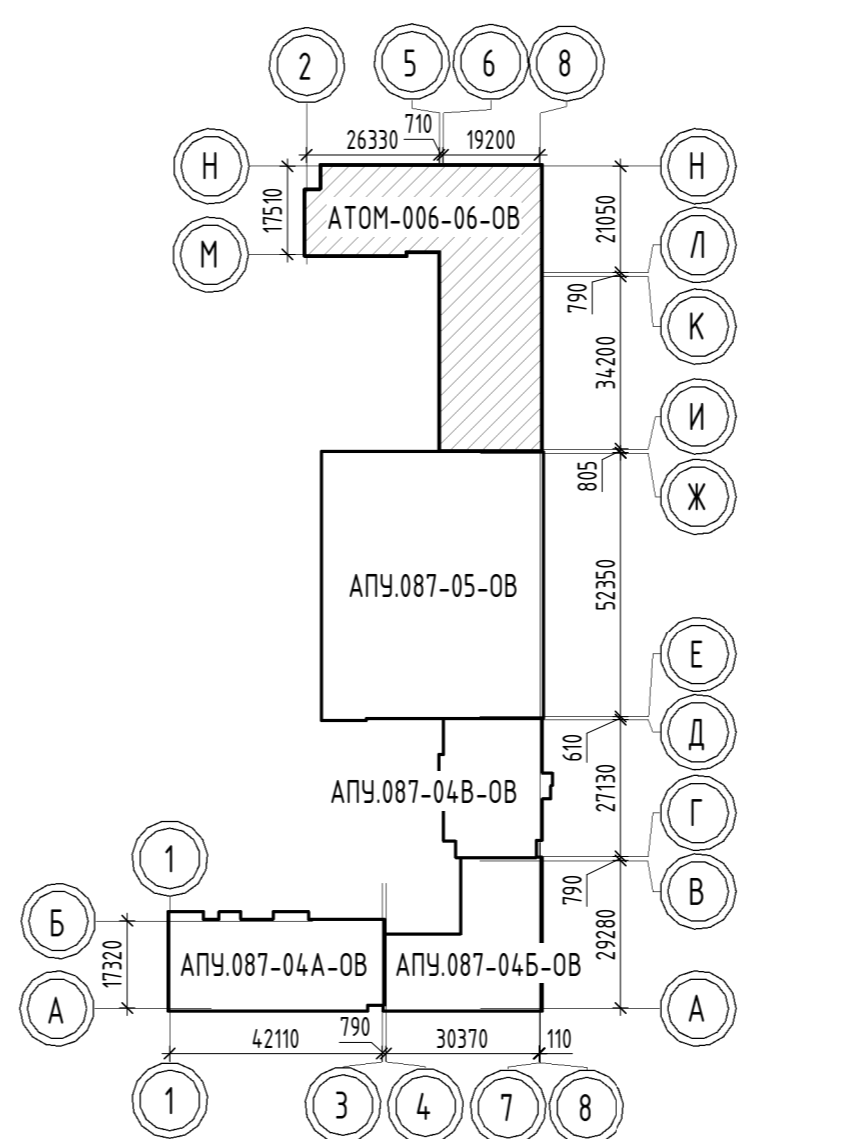 2
5
6
8
26330
710
19200
Н
17510
М
АТОМ-006-06-ОВ
21050
Н
Л
790
К
34200
И
805
Ж
АПУ.087-05-ОВ
52350
Е
Д
610
АПУ.087-04В-ОВ
27130
Г
790
В
1
Б
17320
А
АПУ.087-04А-ОВ
АПУ.087-04Б-ОВ
29280
А
42110
790
30370
110
1
3
4
7
8